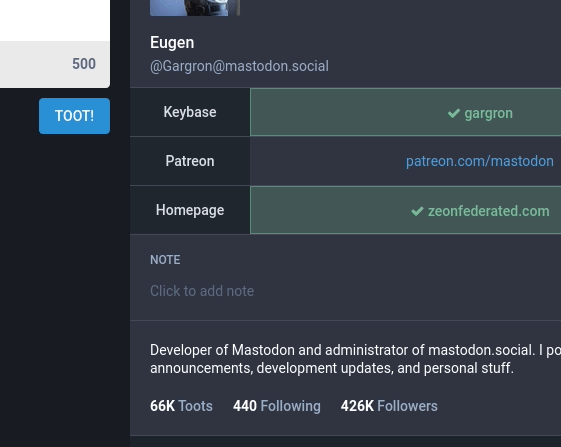 500
TOOT!
Eugen
@Gargron@mastodon.social
Keybase ✔ gargron
Patreon patreon.com/mastodon
Homepage ✔ zeonfederated.com
NOTE
Click to add note
Developer of Mastodon and administrator of mastodon.social. I po
announcements, development updates, and personal stuff.
66K Toots 440 Following 426K Followers